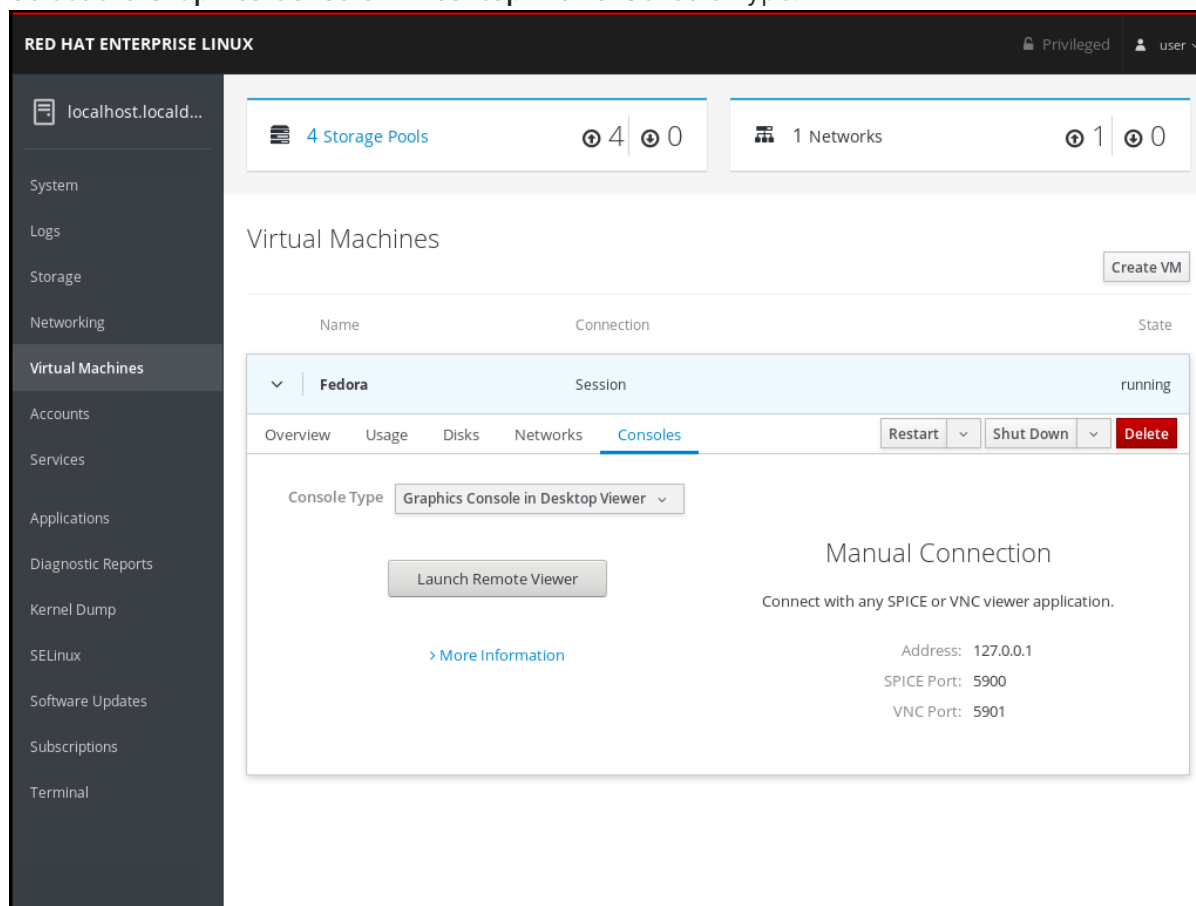 RED HAT ENTERPRISE LINUX
Privileged
user
localhost.locald...
4 Storage Pools
4
0
1 Networks
1
0
System
Logs
Storage
Networking
Virtual Machines
Accounts
Services
Applications
Diagnostic Reports
Kernel Dump
SELinux
Software Updates
Subscriptions
Terminal
Virtual Machines
Create VM
Name Connection State
Fedora Session running
Overview Usage Disks Networks Consoles Restart Shut Down Delete
Console Type Graphics Console in Desktop Viewer
Launch Remote Viewer
> More Information
Manual Connection
Connect with any SPICE or VNC viewer application.
Address: 127.0.0.1
SPICE Port: 5900
VNC Port: 5901